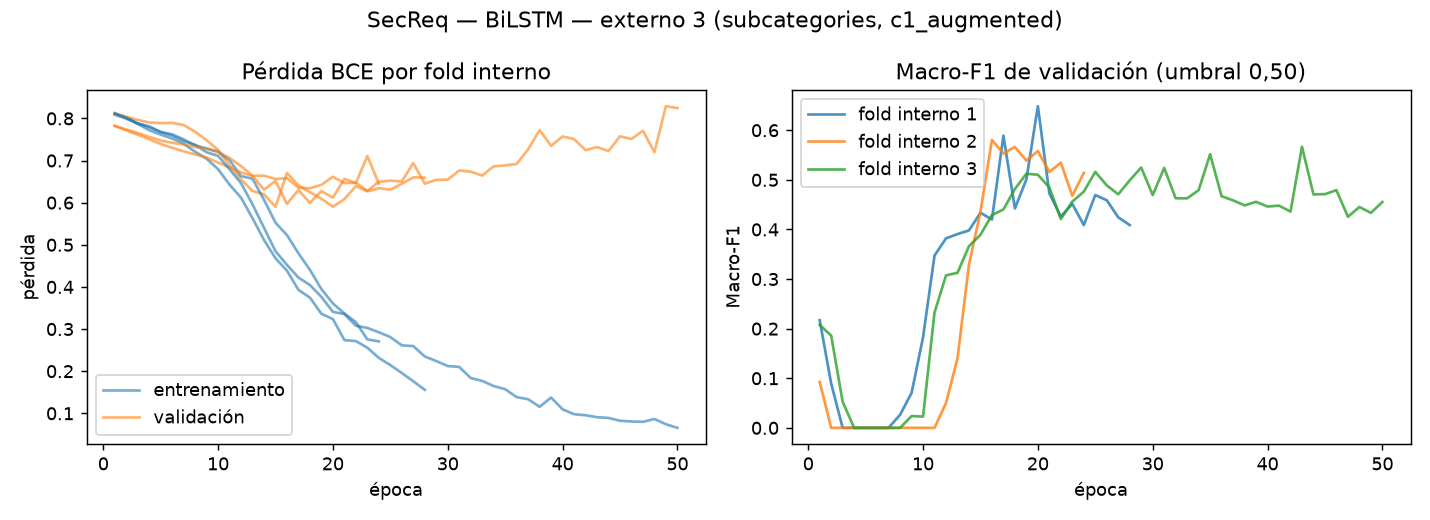 SecReq — BiLSTM — externo 3 (subcategories, c1_augmented)
Pérdida BCE por fold interno
pérdida
0.8
0.7
0.6
0.5
0.4
0.3
0.2
0.1
entrenamiento
validación
0 10 20 30 40 50
época
Macro-F1 de validación (umbral 0,50)
Macro-F1
0.6
0.5
0.4
0.3
0.2
0.1
0.0
fold interno 1
fold interno 2
fold interno 3
0 10 20 30 40 50
época